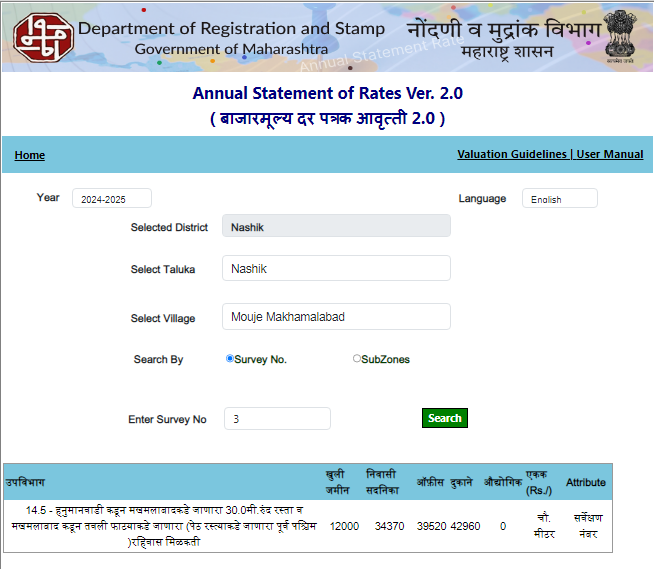 Department of Registration and Stamp
Government of Maharashtra
नोंदणी व मुद्रांक विभाग
महाराष्ट्र शासन
Annual Statement Rate
Annual Statement of Rates Ver. 2.0
( बाजारमूल्य दर पत्रक आवृत्ती 2.0 )
Home
Valuation Guidelines | User Manual
Year 2024-2025
Language English
Selected District Nashik
Select Taluka Nashik
Select Village Mouje Makhamalabad
Search By Survey No. SubZones
Enter Survey No 3 Search
उपविभाग खुली जमीन निवासी सदनिका ऑफ़ीस दुकाने औद्योगिक एकक (Rs./) Attribute
14.5 - हनुमानवाडी कडून मखमलाबादकडे जाणारा 30.0मी.रुंद रस्ता व
मखमलाबाद कडून तवली फाटयाकडे जाणारा (पेठ रस्त्याकडे जाणारा पूर्व पश्चिम
)रहिवास मिळकती
12000 34370 39520 42960 0 चौ. मीटर सर्वेक्षण नंबर